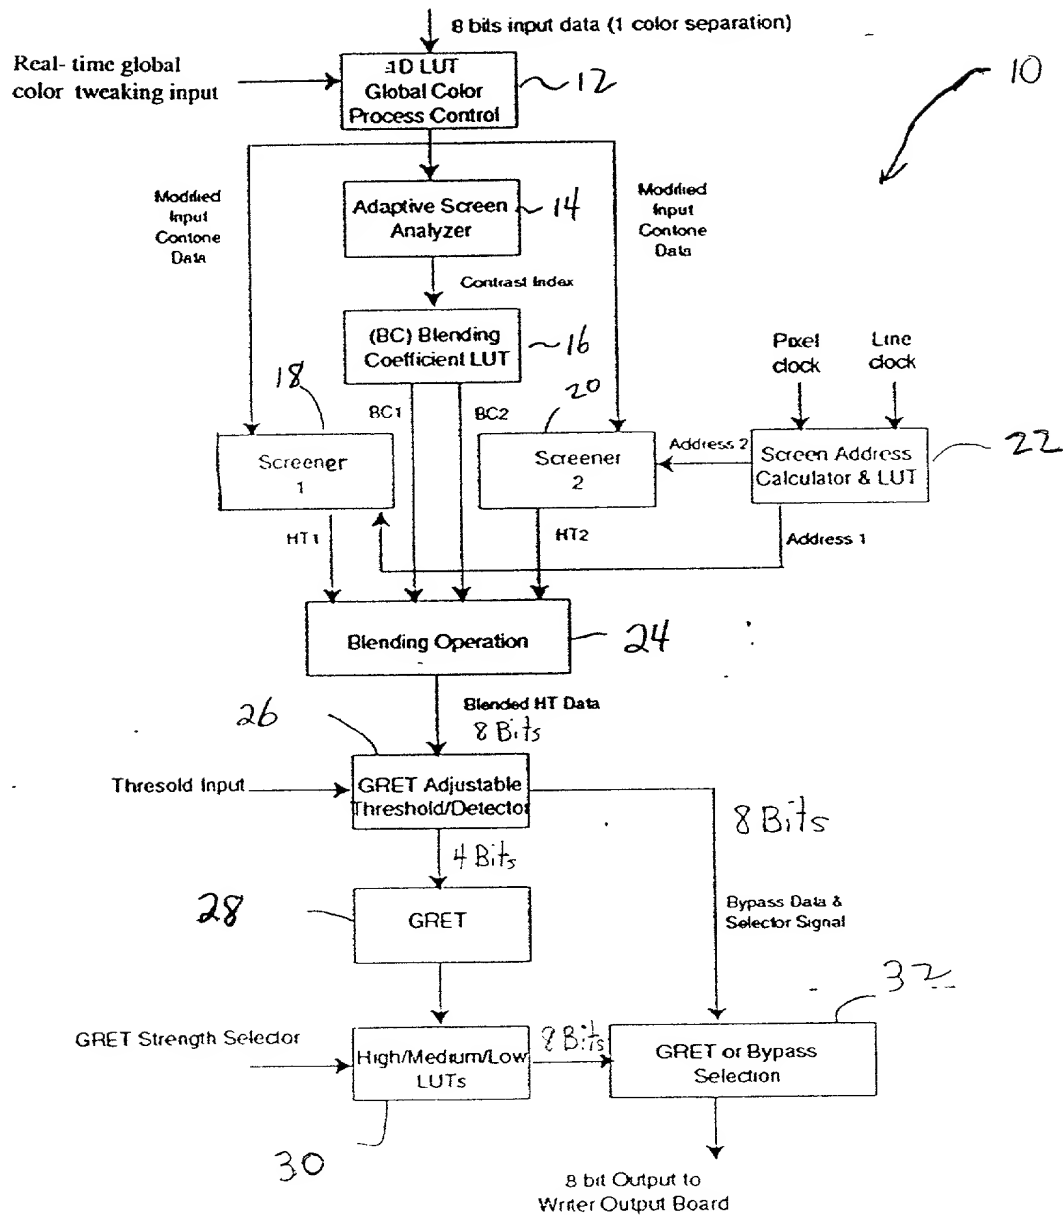 8 bits input data (1 color separation)
Real- time global
color tweaking input
1D LUT
Global Color
Process Control
12
10
Modified
Input
Contone
Data
Adaptive Screen
Analyzer
14
Modified
Input
Contone
Data
Contrast Index
(BC) Blending
Coefficient LUT
16
Pixel
clock
Line
clock
18
BC1
BC2
20
Screener
1
Screener
2
Address 2
Screen Address
Calculator & LUT
22
HT1
HT2
Address 1
Blending Operation
24
Blended HT Data
8 Bits
26
Thresold Input
GRET Adjustable
Threshold/Detector
8 Bits
4 Bits
28
GRET
Bypass Data &
Selector Signal
32
GRET Strength Selector
High/Medium/Low
LUTs
8 Bits
GRET or Bypass
Selection
30
8 bit Output to
Writer Output Board